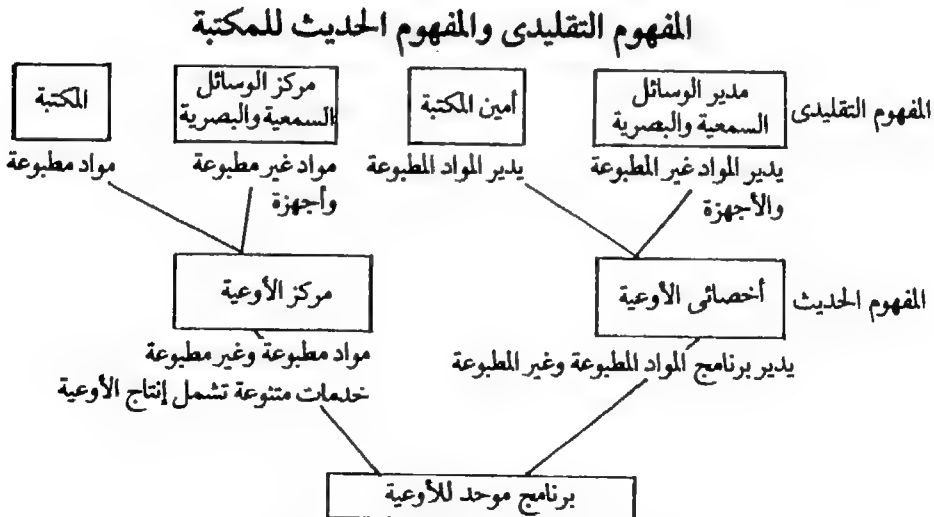 المفهوم التقليدى والمفهوم الحديث للمكتبة
المفهوم التقليدى
مدير الوسائل
السمعية والبصرية
يدير المواد غير المطبوعة
والأجهزة
أمين المكتبة
يدير المواد المطبوعة
مركز الوسائل
السمعية والبصرية
مواد غير مطبوعة
وأجهزة
المكتبة
مواد مطبوعة
المفهوم الحديث
أخصائى الأوعية
يدير برنامج المواد المطبوعة وغير المطبوعة
مركز الأوعية
مواد مطبوعة وغير مطبوعة
خدمات متنوعة تشمل إنتاج الأوعية
برنامج موحد للأوعية